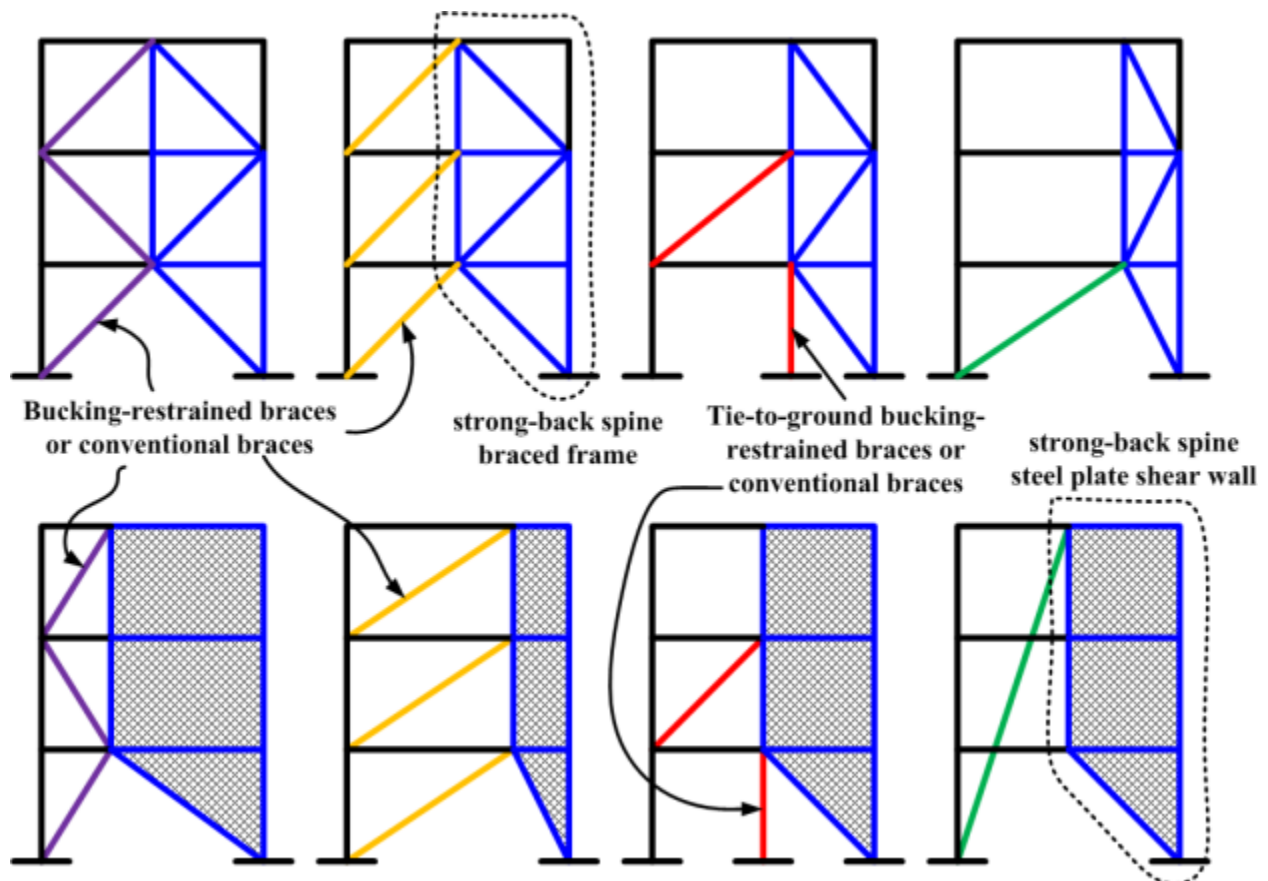 Bucking-restrained braces
or conventional braces
strong-back spine
braced frame
Tie-to-ground bucking-
restrained braces or
conventional braces
strong-back spine
steel plate shear wall